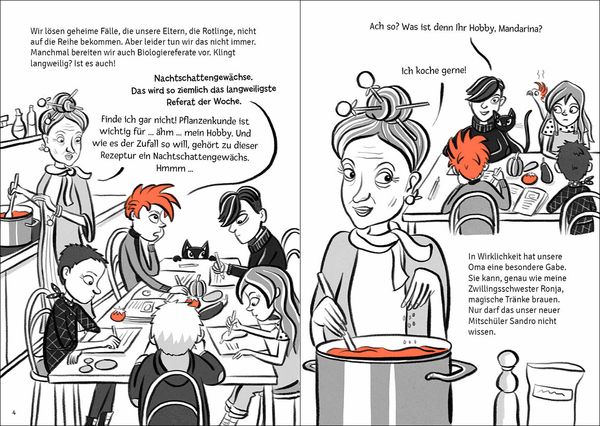 Wir lösen geheime Fälle, die unsere Eltern, die Rotlinge, nicht
auf die Reihe bekommen. Aber leider tun wir das nicht immer.
Manchmal bereiten wir auch Biologiereferate vor. Klingt
langweilig? Ist es auch!
Nachtschattengewächse.
Das wird so ziemlich das langweiligste
Referat der Woche.
Finde ich gar nicht! Pflanzenkunde ist
wichtig für ... ähm ... mein Hobby. Und
wie es der Zufall so will, gehört zu dieser
Rezeptur ein Nachtschattengewächs.
Hmmm ...
4
Ach so? Was ist denn Ihr Hobby, Mandarina?
Ich koche gerne!
In Wirklichkeit hat unsere
Oma eine besondere Gabe.
Sie kann, genau wie meine
Zwillingsschwester Ronja,
magische Tränke brauen.
Nur darf das unser neuer
Mitschüler Sandro nicht
wissen.